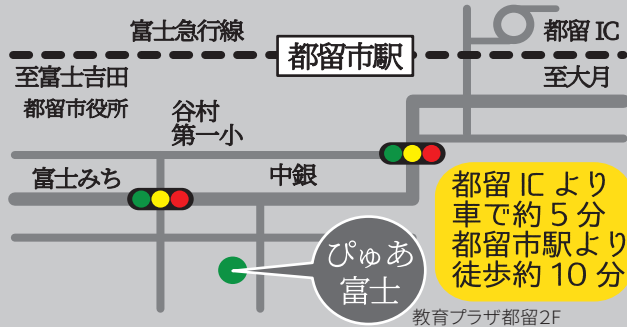 富士急行線
都留市駅
都留 IC
至富士吉田
至大月
都留市役所
谷村
第一小
富士みち
中銀
都留 IC より
車で約 5 分
都留市駅より
徒歩約 10 分
ぴゅあ
富士
教育プラザ都留2F